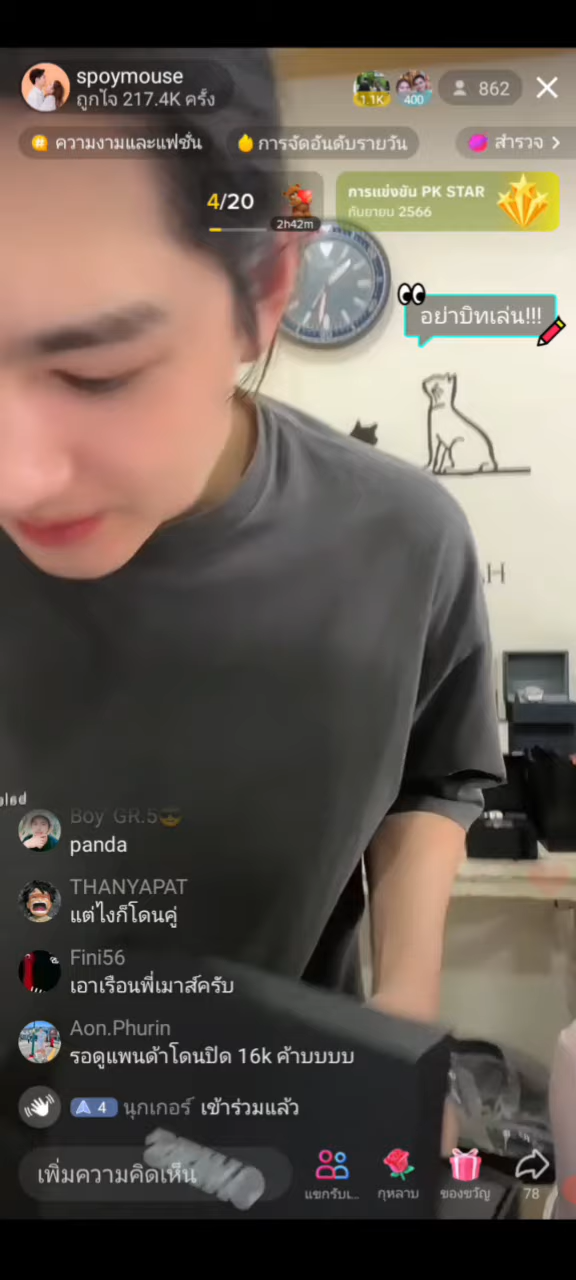 spoymouse
ถูกใจ 217.4K ครั้ง
1.1K
400
862
ความงามและแฟชั่น
การจัดอันดับรายวัน
สำรวจ
4/20
2h42m
การแข่งขัน PK STAR
กันยายน 2566
อย่าบิทเล่น!!!
Boy GR.5😎
panda
THANYAPAT
แต่ไงก็โดนคู่
Fini56
เอาเรือนพี่เมาส์ครับ
Aon.Phurin
รอดูแพนด้าโดนปิด 16k ค้าบบบบ
4 นุกเกอร์ เข้าร่วมแล้ว
เพิ่มความคิดเห็น
แขกรับเ...
กุหลาบ
ของขวัญ
78